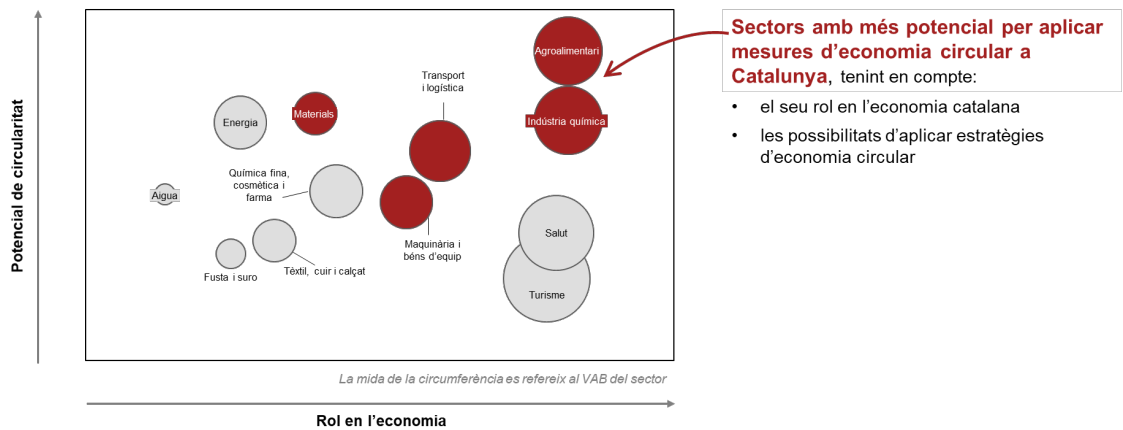 Potencial de circularitat
Agroalimentari
Transport
i logística
Materials
Energia
Indústria química
Química fina,
cosmètica i
farma
Aigua
Salut
Maquinària i
béns d'equip
Tèxtil, cuir i calçat
Fusta i suro
Turisme
La mida de la circumferència es refereix al VAB del sector
Rol en l'economia
Sectors amb més potencial per aplicar
mesures d'economia circular a
Catalunya, tenint en compte:
• el seu rol en l'economia catalana
• les possibilitats d'aplicar estratègies
d'economia circular